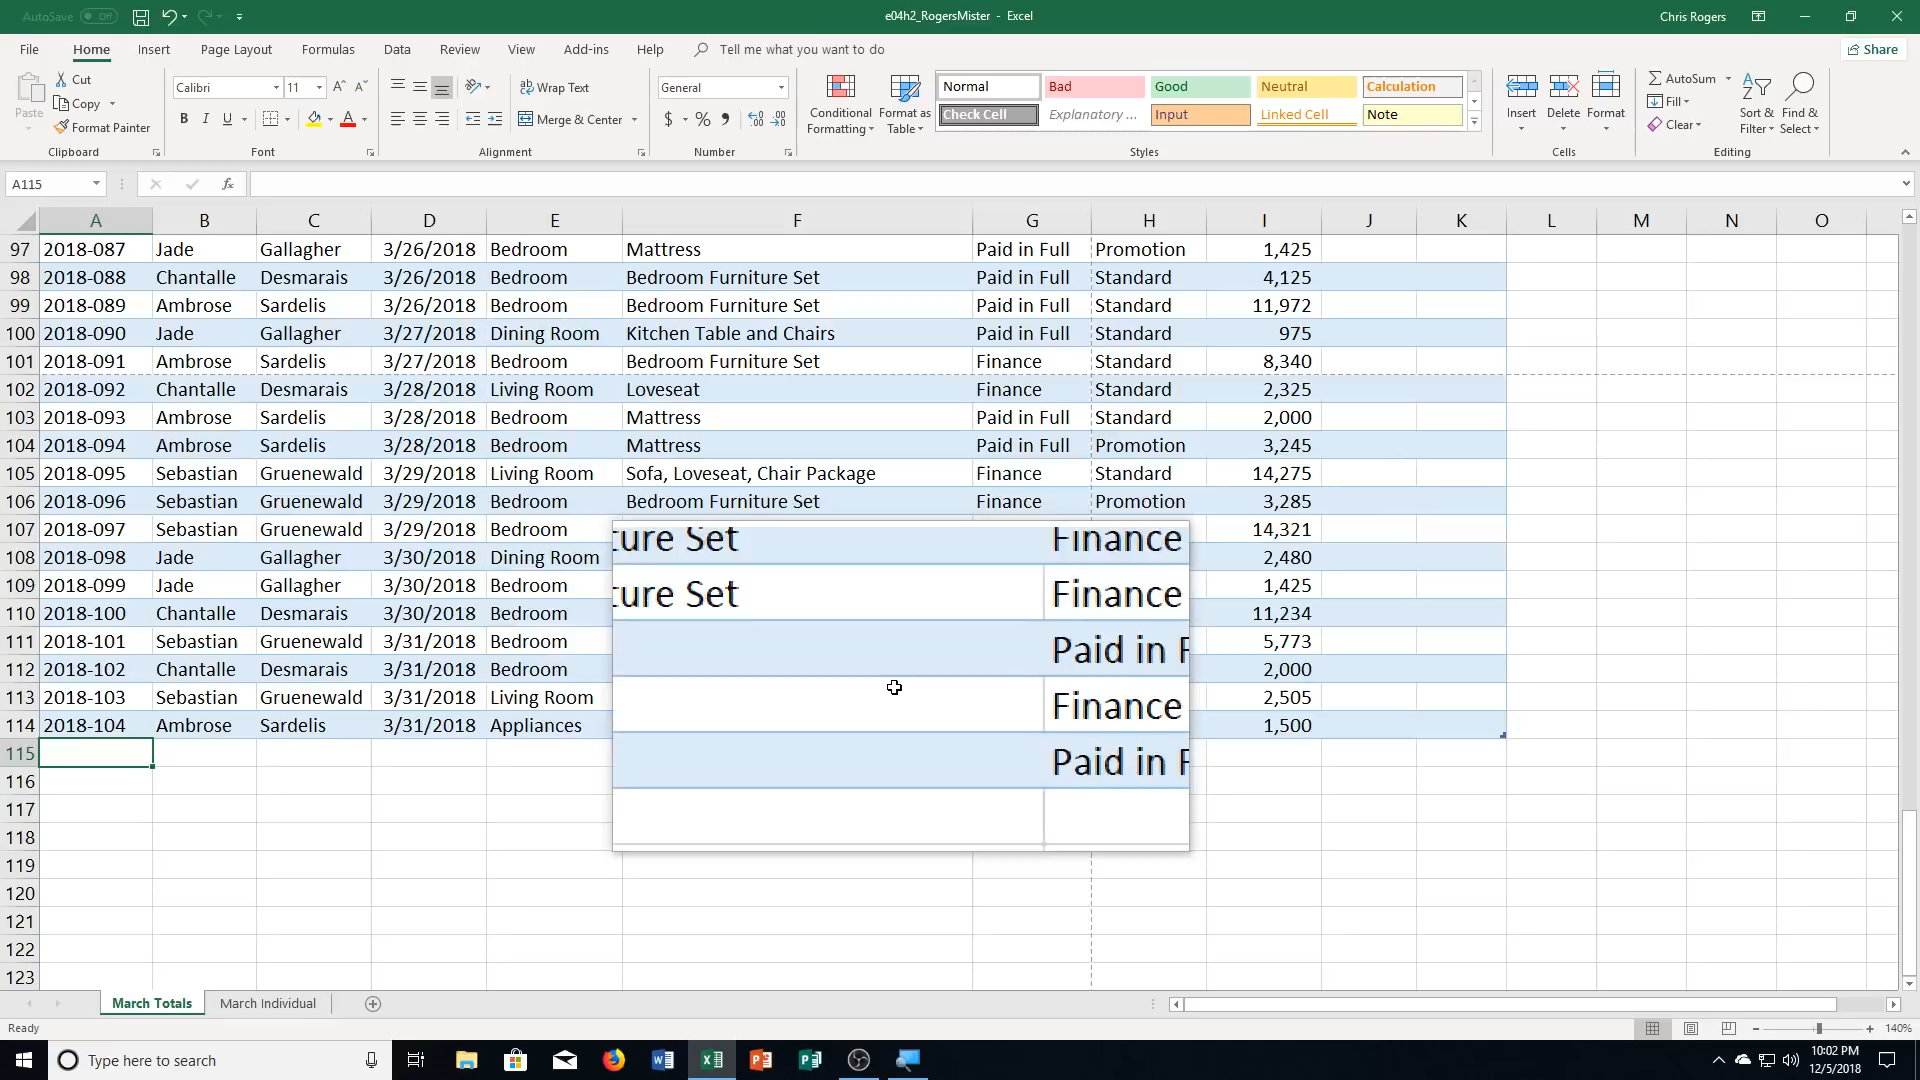 AutoSave Off
e04h2_RogersMister - Excel
Chris Rogers
File Home Insert Draw Page Layout Formulas Data Review View Add-ins Help Tell me what you want to do Share
Paste
Cut
Copy
Format Painter
Clipboard
Calibri 11
B I U
Font
Wrap Text
Merge & Center
Alignment
General
$ % ,
Number
Conditional Formatting
Format as Table
Normal Bad Good Neutral Calculation
Check Cell Explanatory ... Input Linked Cell Note
Styles
Insert Delete Format
Cells
AutoSum
Fill
Clear
Sort & Filter
Find & Select
Editing
A115 fx
A B C D E F G H I J K L M N O
97 2018-087 Jade Gallagher 3/26/2018 Bedroom Mattress Paid in Full Promotion 1,425
98 2018-088 Chantalle Desmarais 3/26/2018 Bedroom Bedroom Furniture Set Paid in Full Standard 4,125
99 2018-089 Ambrose Sardelis 3/26/2018 Bedroom Bedroom Furniture Set Paid in Full Standard 11,972
100 2018-090 Jade Gallagher 3/27/2018 Dining Room Kitchen Table and Chairs Paid in Full Standard 975
101 2018-091 Ambrose Sardelis 3/27/2018 Bedroom Bedroom Furniture Set Finance Standard 8,340
102 2018-092 Chantalle Desmarais 3/28/2018 Living Room Loveseat Finance Standard 2,325
103 2018-093 Ambrose Sardelis 3/28/2018 Bedroom Mattress Paid in Full Standard 2,000
104 2018-094 Ambrose Sardelis 3/28/2018 Bedroom Mattress Paid in Full Promotion 3,245
105 2018-095 Sebastian Gruenewald 3/29/2018 Living Room Sofa, Loveseat, Chair Package Finance Standard 14,275
106 2018-096 Sebastian Gruenewald 3/29/2018 Bedroom Bedroom Furniture Set Finance Promotion 3,285
107 2018-097 Sebastian Gruenewald 3/29/2018 Bedroom 14,321
108 2018-098 Jade Gallagher 3/30/2018 Dining Room 2,480
109 2018-099 Jade Gallagher 3/30/2018 Bedroom 1,425
110 2018-100 Chantalle Desmarais 3/30/2018 Bedroom 11,234
111 2018-101 Sebastian Gruenewald 3/31/2018 Bedroom 5,773
112 2018-102 Chantalle Desmarais 3/31/2018 Bedroom 2,000
113 2018-103 Sebastian Gruenewald 3/31/2018 Living Room 2,505
114 2018-104 Ambrose Sardelis 3/31/2018 Appliances 1,500
115
116
117
118
119
120
121
122
123
ture Set Finance
ture Set Finance
Paid in F
Finance
Paid in F
March Totals March Individual
Ready
140%
Type here to search
10:02 PM
12/5/2018